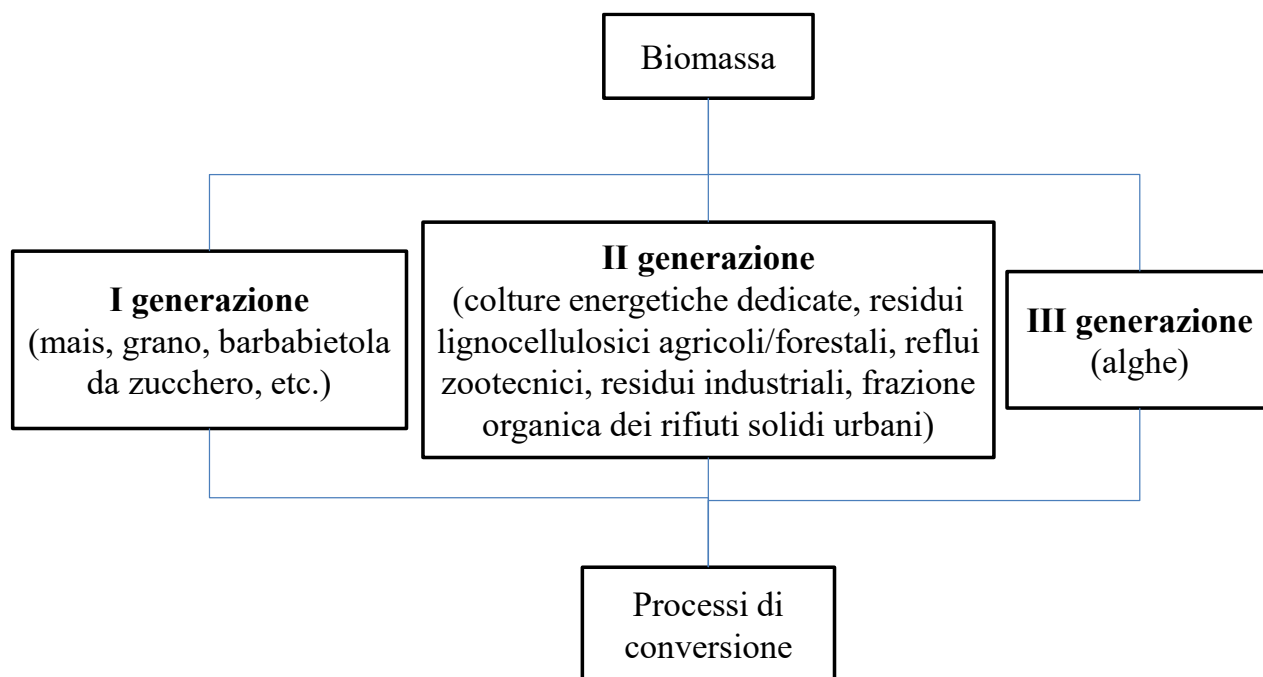 Biomassa
I generazione
(mais, grano, barbabietola
da zucchero, etc.)
II generazione
(colture energetiche dedicate, residui
lignocellulosici agricoli/forestali, reflui
zootecnici, residui industriali, frazione
organica dei rifiuti solidi urbani)
III generazione
(alghe)
Processi di
conversione